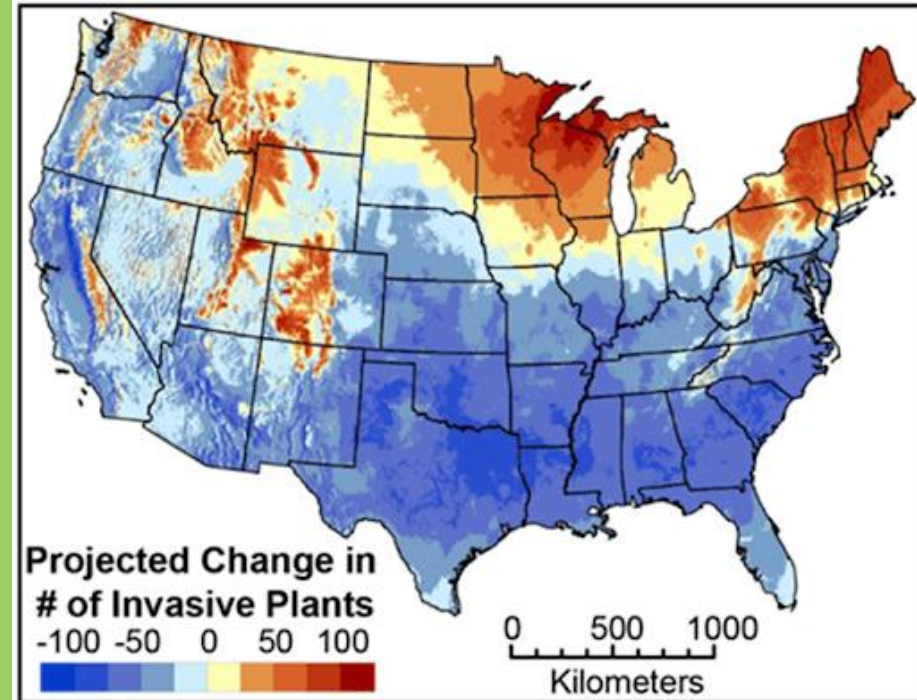 Projected Change in
# of Invasive Plants
-100 -50 0 50 100
0 500 1000
Kilometers